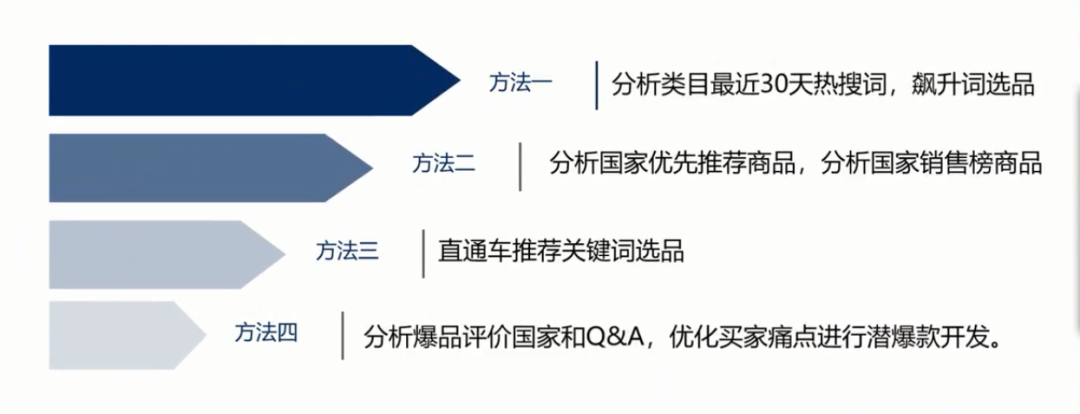 方法一 分析类目最近30天热搜词，飙升词选品
方法二 分析国家优先推荐商品，分析国家销售榜商品
方法三 直通车推荐关键词选品
方法四 分析爆品评价国家和Q&A，优化买家痛点进行潜爆款开发。